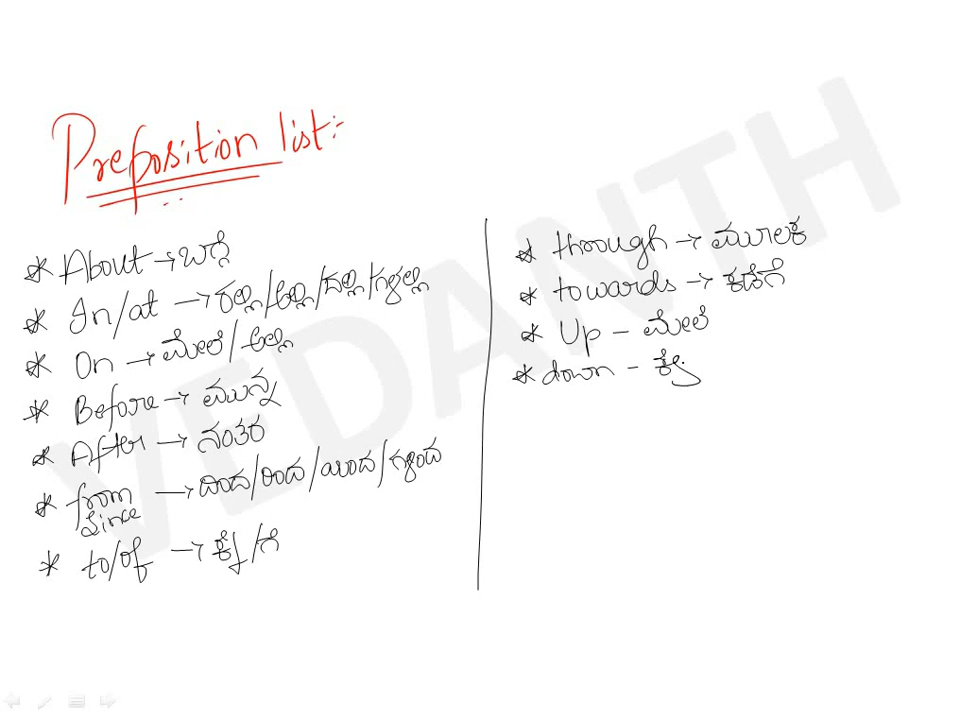 Preposition list:-
* About → ಬಗ್ಗೆ
* In/at → ರಲ್ಲಿ/ಅಲ್ಲಿ/ದಲ್ಲಿ/ಗಳಲ್ಲಿ
* On → ಮೇಲೆ/ಅಲ್ಲಿ
* Before → ಮುನ್ನ
* After → ನಂತರ
* from → ದಿಂದ/ರಿಂದ/ಯಿಂದ/ಗಳಿಂದ
since
* to/of → ಕ್ಕೆ/ಗೆ
* through → ಮೂಲಕ
* towards → ಕಡೆಗೆ
* Up - ಮೇಲೆ
* down -
VEDANTH